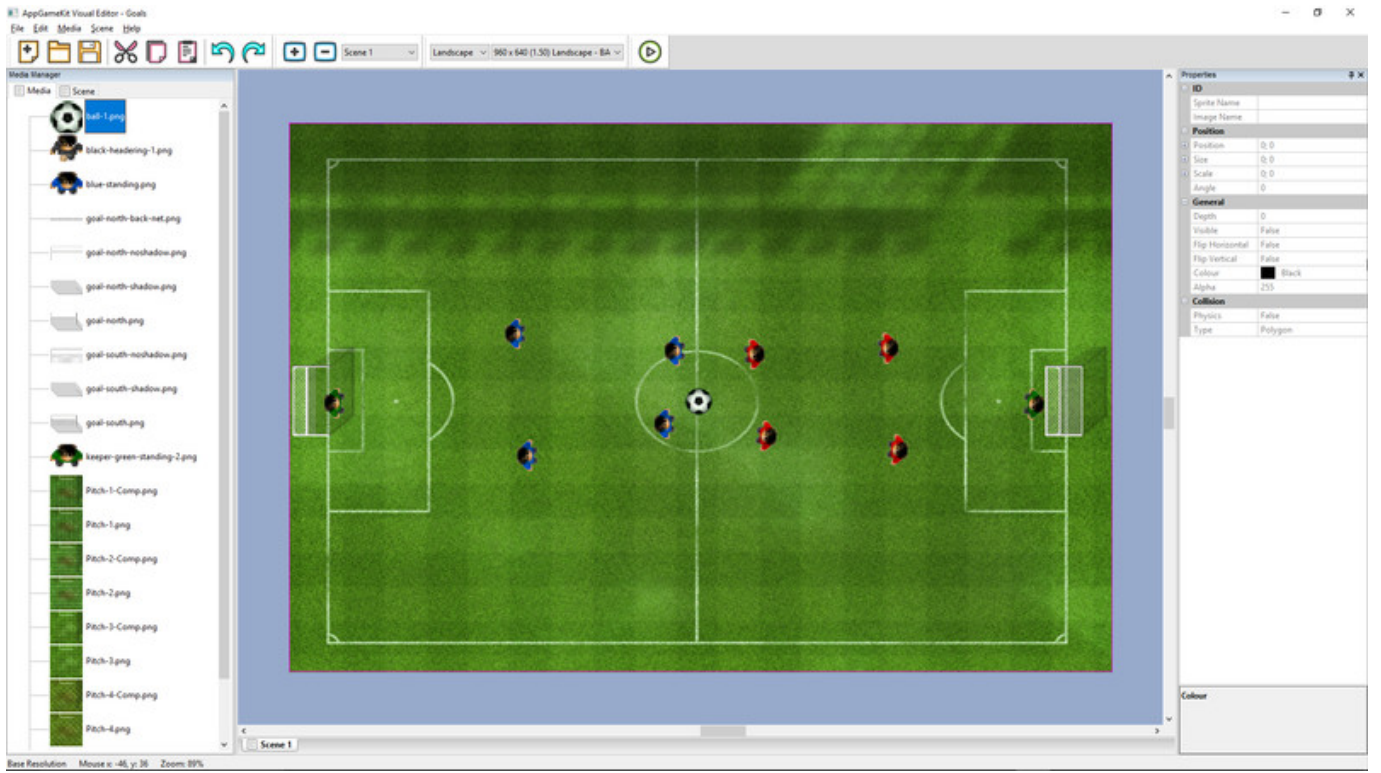 AppGameKit Visual Editor - Goals
File Edit Media Scene Help
Scene 1
Landscape
960 x 640 (1.50) Landscape - BA
Media Manager
Media Scene
ball-1.png
black-headering-1.png
blue-standing.png
goal-north-back-net.png
goal-north-noshadow.png
goal-north-shadow.png
goal-north.png
goal-south-noshadow.png
goal-south-shadow.png
goal-south.png
keeper-green-standing-2.png
Pitch-1-Comp.png
Pitch-1.png
Pitch-2-Comp.png
Pitch-2.png
Pitch-3-Comp.png
Pitch-3.png
Pitch-4-Comp.png
Pitch-4.png
Scene 1
Properties
ID
Sprite Name
Image Name
Position
Position 0; 0
Size 0; 0
Scale 0; 0
Angle 0
General
Depth 0
Visible False
Flip Horizontal False
Flip Vertical False
Colour Black
Alpha 255
Collision
Physics False
Type Polygon
Colour
Base Resolution Mouse x: -46, y: 36 Zoom: 89%